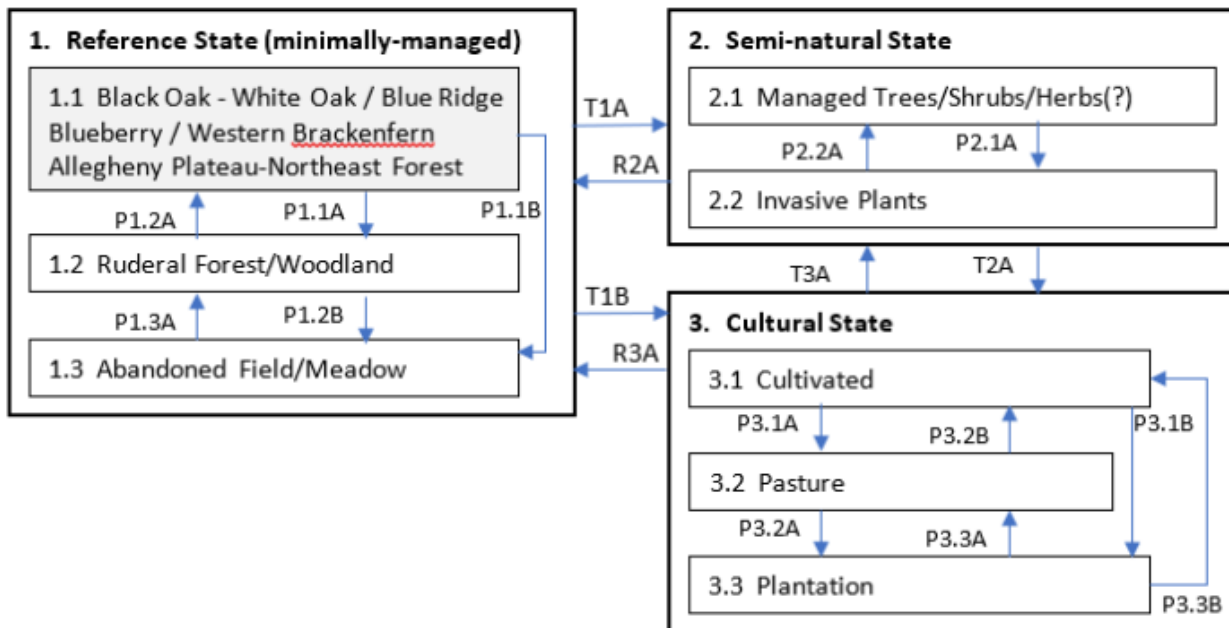 1. Reference State (minimally-managed)
1.1 Black Oak - White Oak / Blue Ridge
Blueberry / Western Brackenfern
Allegheny Plateau-Northeast Forest
P1.2A
P1.1A
P1.1B
1.2 Ruderal Forest/Woodland
P1.3A
P1.2B
1.3 Abandoned Field/Meadow
T1A
R2A
T1B
R3A
2. Semi-natural State
2.1 Managed Trees/Shrubs/Herbs(?)
P2.2A
P2.1A
2.2 Invasive Plants
T3A
T2A
3. Cultural State
3.1 Cultivated
P3.1A
P3.2B
P3.1B
3.2 Pasture
P3.2A
P3.3A
3.3 Plantation
P3.3B